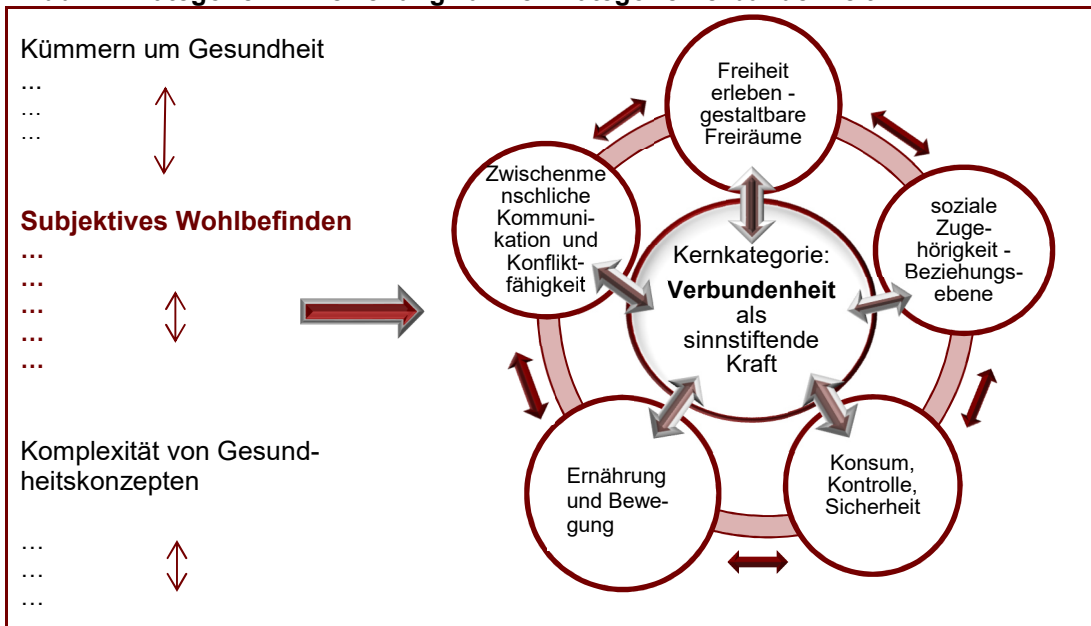 Kümmern um Gesundheit
...
...
...
Subjektives Wohlbefinden
...
...
...
...
...
Komplexität von Gesund-
heitskonzepten
...
...
...
Freiheit
erleben -
gestaltbare
Freiräume
Zwischenme
nschliche
Kommuni-
kation und
Konflikt-
fähigkeit
soziale
Zuge-
hörigkeit -
Beziehungs-
ebene
Kernkategorie:
Verbundenheit
als
sinnstiftende
Kraft
Ernährung
und Bewe-
gung
Konsum,
Kontrolle,
Sicherheit